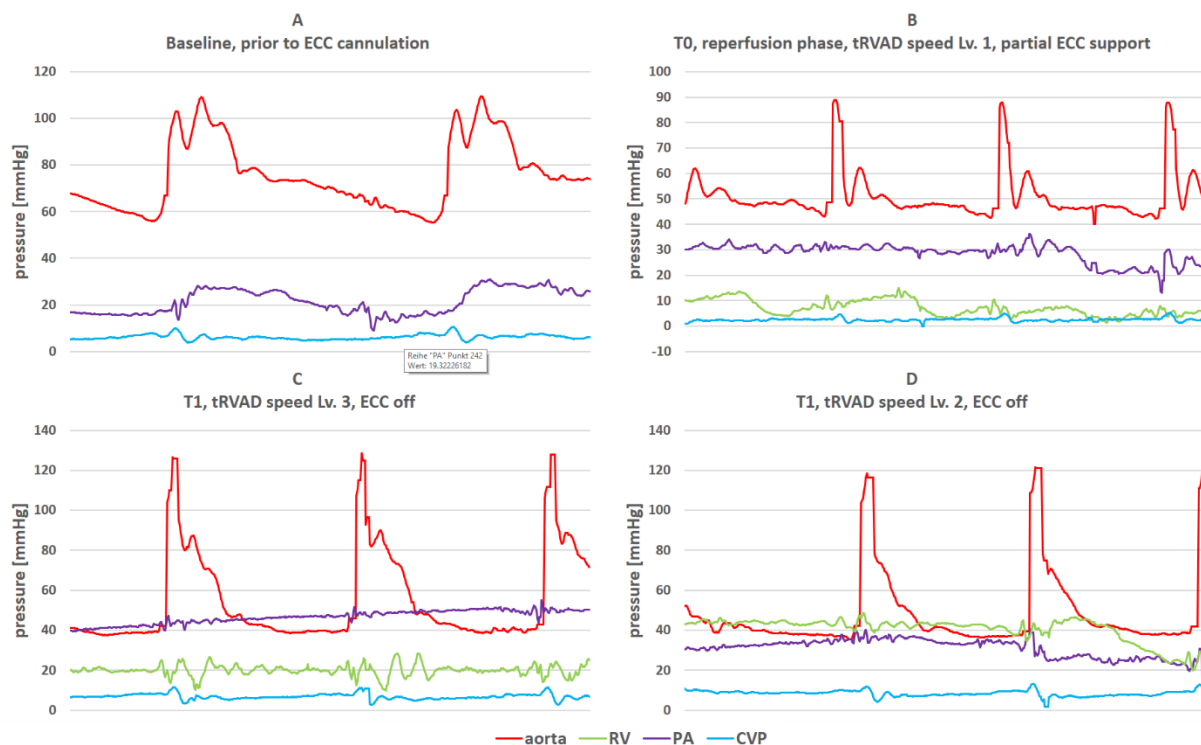 A
Baseline, prior to ECC cannulation
pressure [mmHg]
120
100
80
60
40
20
0
Reihe "PA" Punkt 242
Wert: 19.32226182
B
T0, reperfusion phase, tRVAD speed Lv. 1, partial ECC support
pressure [mmHg]
100
90
80
70
60
50
40
30
20
10
0
-10
C
T1, tRVAD speed Lv. 3, ECC off
pressure [mmHg]
140
120
100
80
60
40
20
0
D
T1, tRVAD speed Lv. 2, ECC off
pressure [mmHg]
140
120
100
80
60
40
20
0
aorta RV PA CVP